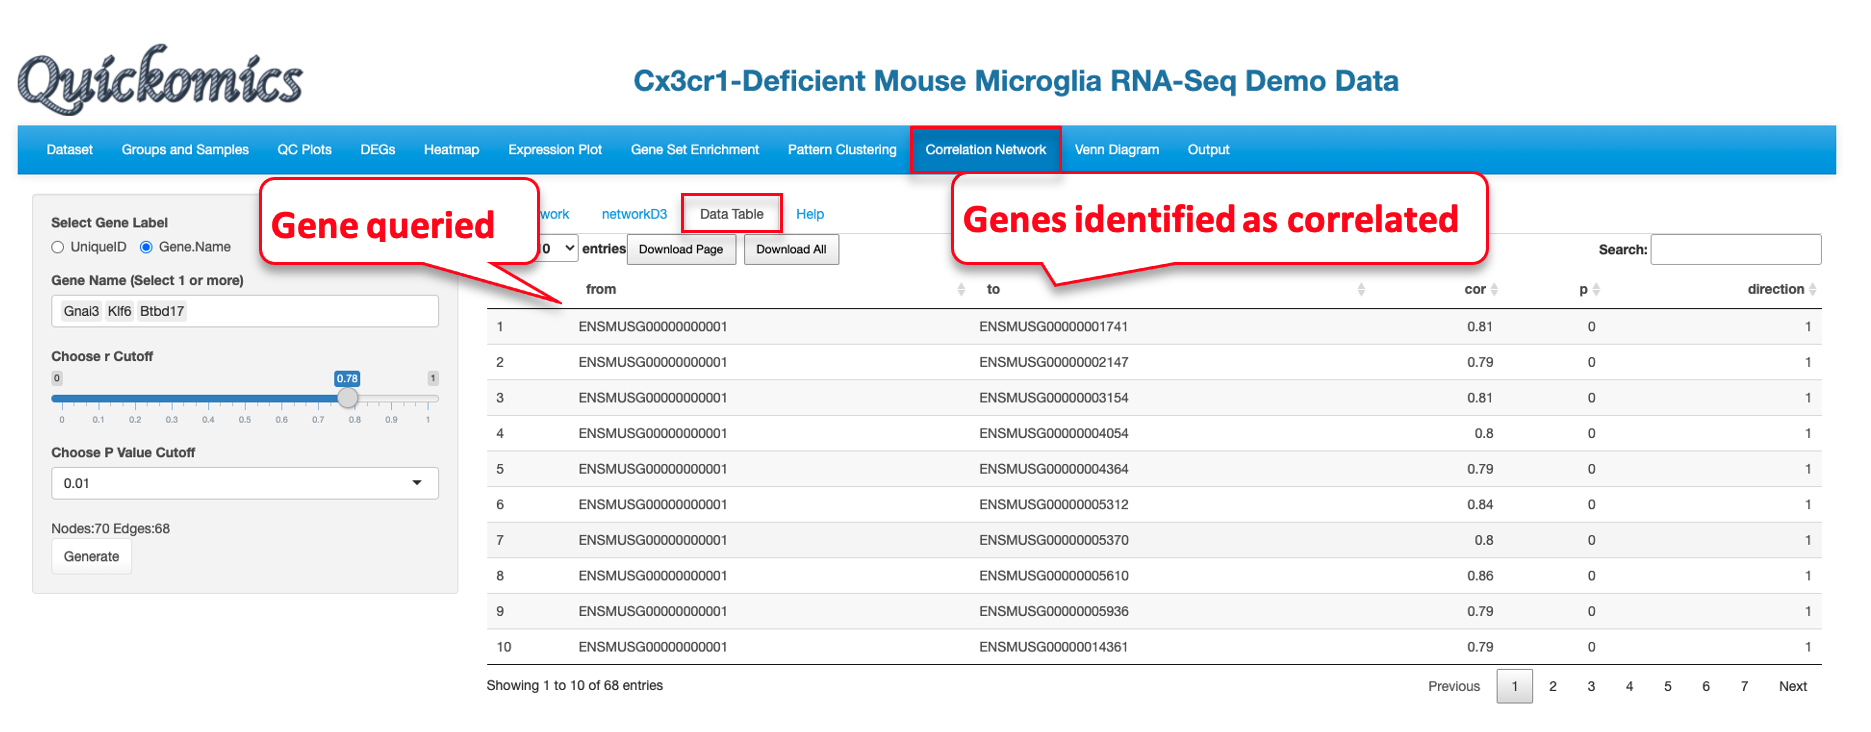 Quickomics
Cx3cr1-Deficient Mouse Microglia RNA-Seq Demo Data
Dataset Groups and Samples QC Plots DEGs Heatmap Expression Plot Gene Set Enrichment Pattern Clustering Correlation Network Venn Diagram Output
Select Gene Label
UniqueID Gene.Name
Gene Name (Select 1 or more)
Gnai3 Klf6 Btbd17
Choose r Cutoff
0 0.78 1
0 0.1 0.2 0.3 0.4 0.5 0.6 0.7 0.8 0.9 1
Choose P Value Cutoff
0.01
Nodes:70 Edges:68
Generate
Gene queried
Genes identified as correlated
work networkD3 Data Table Help
0 entries Download Page Download All Search:
from to cor p direction
1 ENSMUSG00000000001 ENSMUSG00000001741 0.81 0 1
2 ENSMUSG00000000001 ENSMUSG00000002147 0.79 0 1
3 ENSMUSG00000000001 ENSMUSG00000003154 0.81 0 1
4 ENSMUSG00000000001 ENSMUSG00000004054 0.8 0 1
5 ENSMUSG00000000001 ENSMUSG00000004364 0.79 0 1
6 ENSMUSG00000000001 ENSMUSG00000005312 0.84 0 1
7 ENSMUSG00000000001 ENSMUSG00000005370 0.8 0 1
8 ENSMUSG00000000001 ENSMUSG00000005610 0.86 0 1
9 ENSMUSG00000000001 ENSMUSG00000005936 0.79 0 1
10 ENSMUSG00000000001 ENSMUSG00000014361 0.79 0 1
Showing 1 to 10 of 68 entries Previous 1 2 3 4 5 6 7 Next